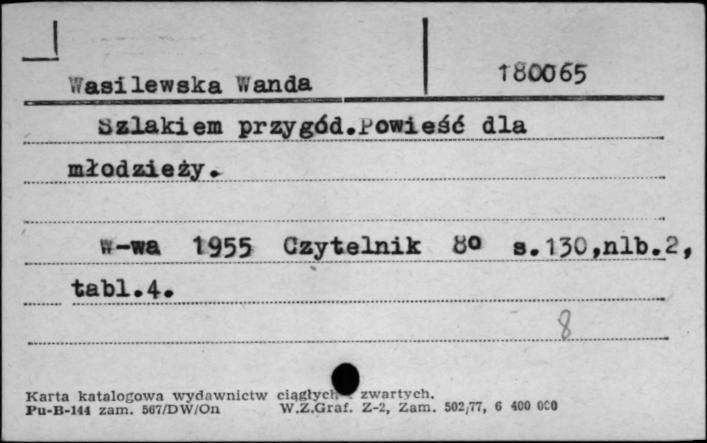 Wasilewska Wanda 180065
Szlakiem przygód.Powieść dla
młodzieży.
W-wa 1955 Czytelnik 8o s.130,nlb.2,
tabl.4.
8
Karta katalogowa wydawnictw ciągłych zwartych.
Pu-B-144 zam. 567/DW/On W.Z.Graf. Z-2, Zam. 502/77, 6 400 000